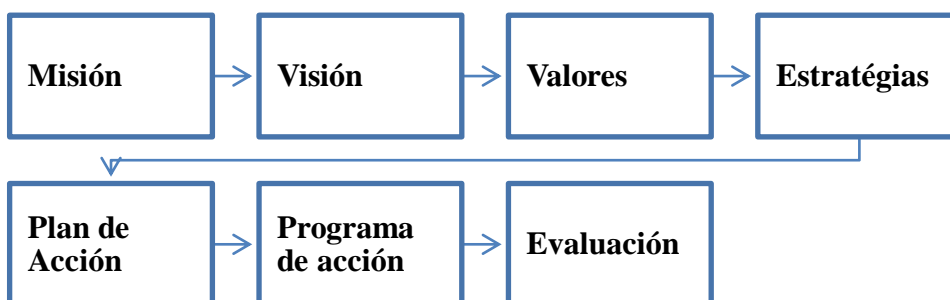 Misión
Visión
Valores
Estratégias
Plan de
Acción
Programa
de acción
Evaluación